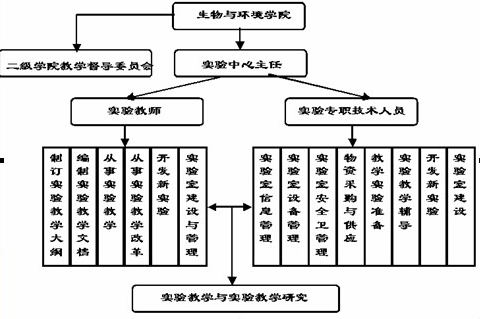 生物与环境学院
二级学院教学督导委员会
实验中心主任
实验教师
实验专职技术人员
制订实验教学大纲
编制实验教学文档
从事实验教学
从事实验教学改革
开发新实验
实验室建设与管理
实验室信息管理
实验室设备管理
实验室安全卫管理
物资采购与供应
教学实验准备
实验教学辅导
开发新实验
实验室建设
实验教学与实验教学研究